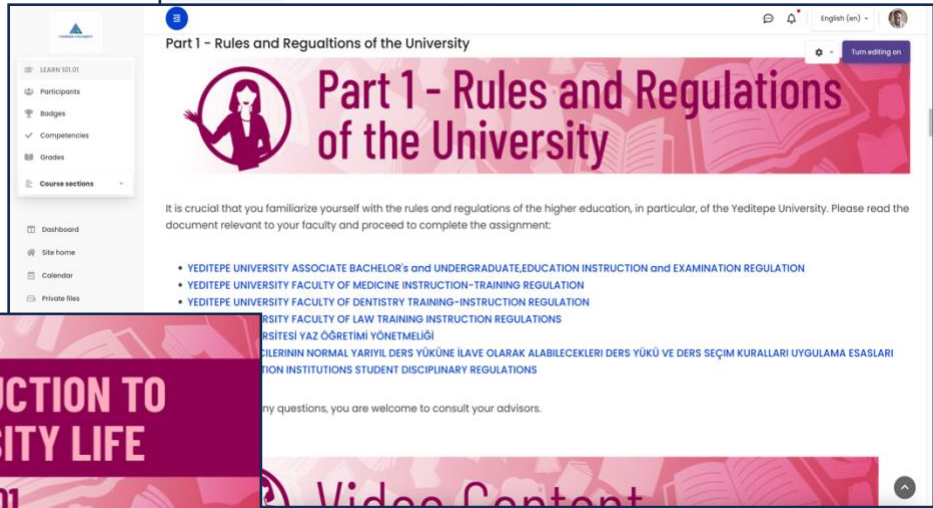 English (en)
Part 1 - Rules and Regualtions of the University
Turn editing on
LEARN 101.01
Participants
Badges
Competencies
Grades
Course sections
Dashboard
Site home
Calendar
Private files
Part 1 - Rules and Regulations
of the University
It is crucial that you familiarize yourself with the rules and regulations of the higher education, in particular, of the Yeditepe University. Please read the
document relevant to your faculty and proceed to complete the assignment:
• YEDITEPE UNIVERSITY ASSOCIATE BACHELOR's and UNDERGRADUATE,EDUCATION INSTRUCTION and EXAMINATION REGULATION
• YEDITEPE UNIVERSITY FACULTY OF MEDICINE INSTRUCTION-TRAINING REGULATION
• YEDITEPE UNIVERSITY FACULTY OF DENTISTRY TRAINING-INSTRUCTION REGULATION
RSITY FACULTY OF LAW TRAINING INSTRUCTION REGULATIONS
RSİTESİ YAZ ÖĞRETİMİ YÖNETMELİĞİ
CILERININ NORMAL YARIYIL DERS YÜKÜNE İLAVE OLARAK ALABILECEKLERI DERS YÜKÜ VE DERS SEÇIM KURALLARI UYGULAMA ESASLARI
TION INSTITUTIONS STUDENT DISCIPLINARY REGULATIONS
ny questions, you are welcome to consult your advisors.
UCTION TO
SITY LIFE
01
Video Content